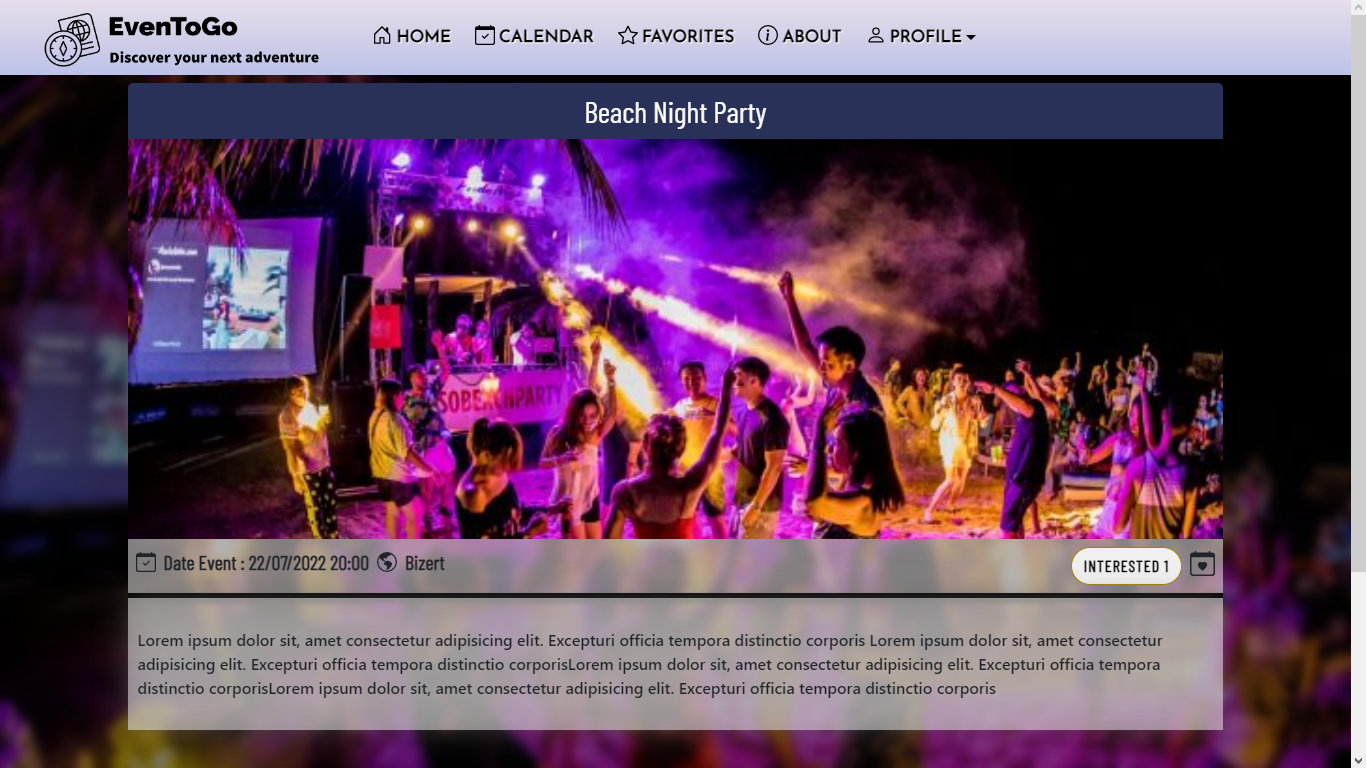 EvenToGo
Discover your next adventure
HOME
CALENDAR
FAVORITES
ABOUT
PROFILE
Beach Night Party
SOBEACHPARTY
Date Event : 22/07/2022 20:00
Bizert
INTERESTED 1
Lorem ipsum dolor sit, amet consectetur adipisicing elit. Excepturi officia tempora distinctio corporis Lorem ipsum dolor sit, amet consectetur
adipisicing elit. Excepturi officia tempora distinctio corporisLorem ipsum dolor sit, amet consectetur adipisicing elit. Excepturi officia tempora
distinctio corporisLorem ipsum dolor sit, amet consectetur adipisicing elit. Excepturi officia tempora distinctio corporis